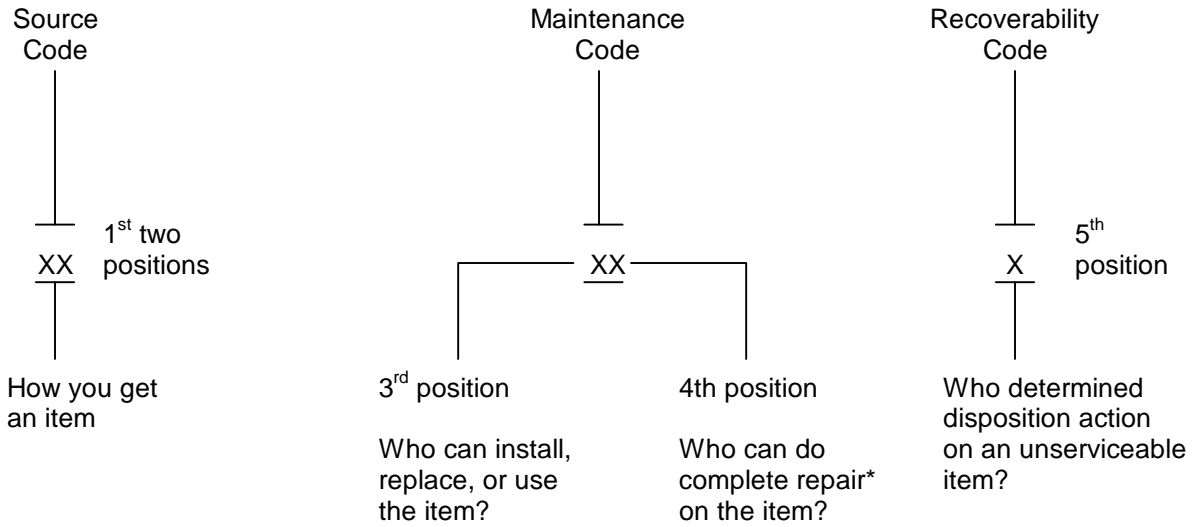 Source
Code
Maintenance
Code
Recoverability
Code
XX
1st two
positions
XX
X
5th
position
How you get
an item
3rd position
Who can install,
replace, or use
the item?
4th position
Who can do
complete repair*
on the item?
Who determined
disposition action
on an unserviceable
item?